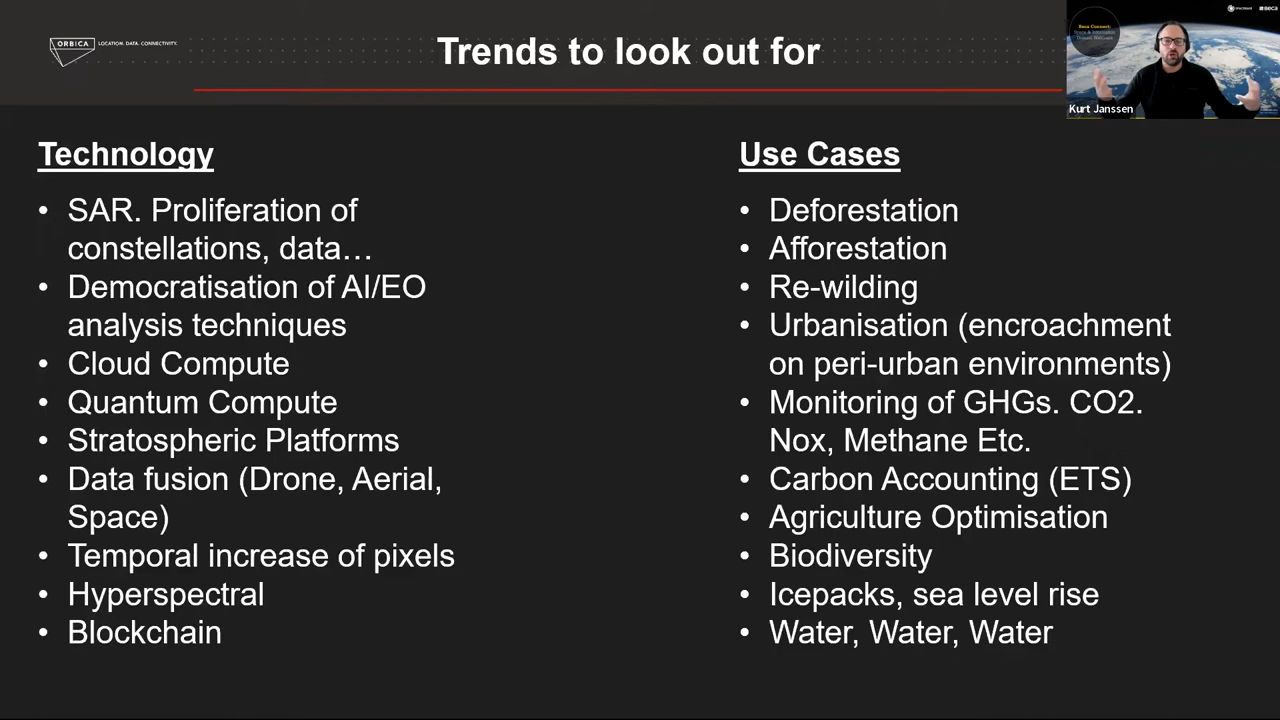 ORBICA
LOCATION. DATA. CONNECTIVITY.
Trends to look out for
Beca Connect:
Beca
Kurt Janssen
Technology
• SAR. Proliferation of
constellations, data…
• Democratisation of AI/EO
analysis techniques
• Cloud Compute
• Quantum Compute
• Stratospheric Platforms
• Data fusion (Drone, Aerial,
Space)
• Temporal increase of pixels
• Hyperspectral
• Blockchain
Use Cases
• Deforestation
• Afforestation
• Re-wilding
• Urbanisation (encroachment
on peri-urban environments)
• Monitoring of GHGs. CO2.
Nox, Methane Etc.
• Carbon Accounting (ETS)
• Agriculture Optimisation
• Biodiversity
• Icepacks, sea level rise
• Water, Water, Water